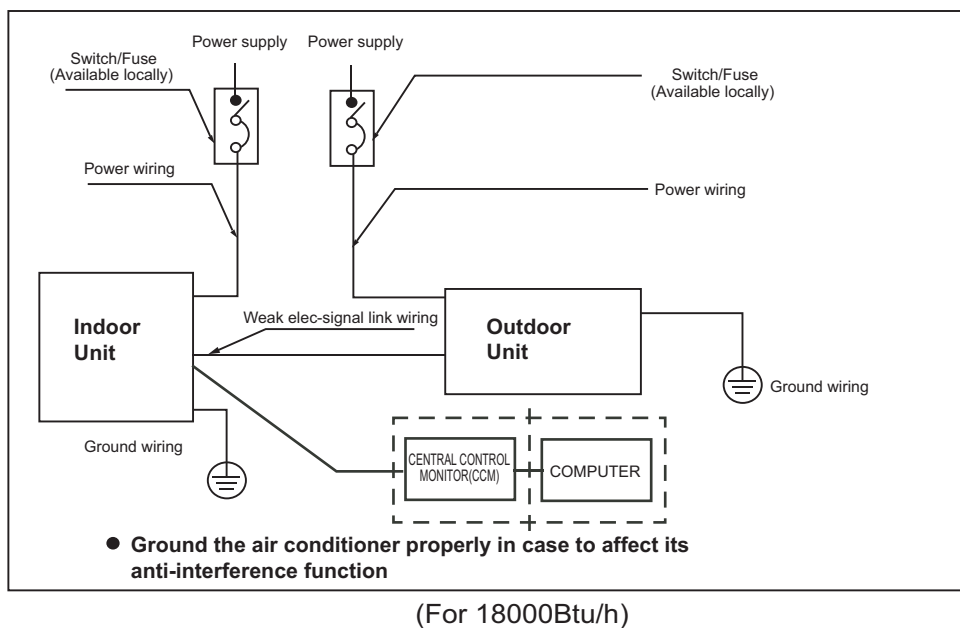 Power supply
Power supply
Switch/Fuse
(Available locally)
Switch/Fuse
(Available locally)
Power wiring
Power wiring
Indoor
Unit
Weak elec-signal link wiring
Outdoor
Unit
Ground wiring
Ground wiring
CENTRAL CONTROL
MONITOR(CCM)
COMPUTER
● Ground the air conditioner properly in case to affect its
anti-interference function
(For 18000Btu/h)